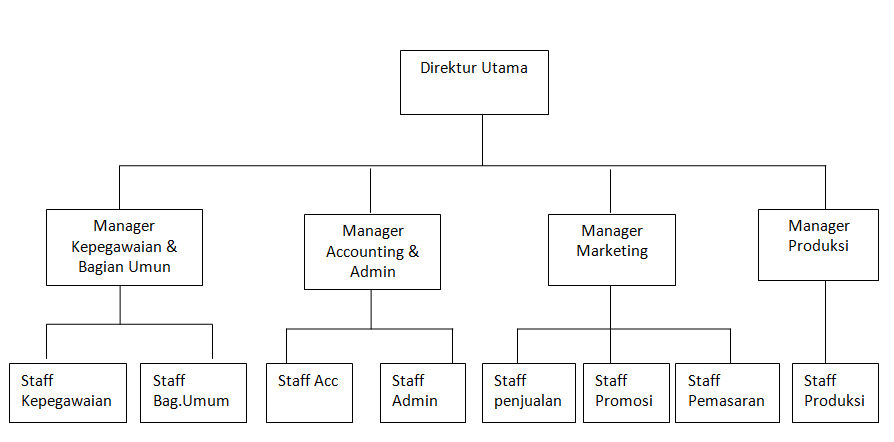 Direktur Utama
Manager
Kepegawaian &
Bagian Umun
Manager
Accounting &
Admin
Manager
Marketing
Manager
Produksi
Staff
Kepegawaian
Staff
Bag.Umum
Staff Acc
Staff
Admin
Staff
penjualan
Staff
Promosi
Staff
Pemasaran
Staff
Produksi